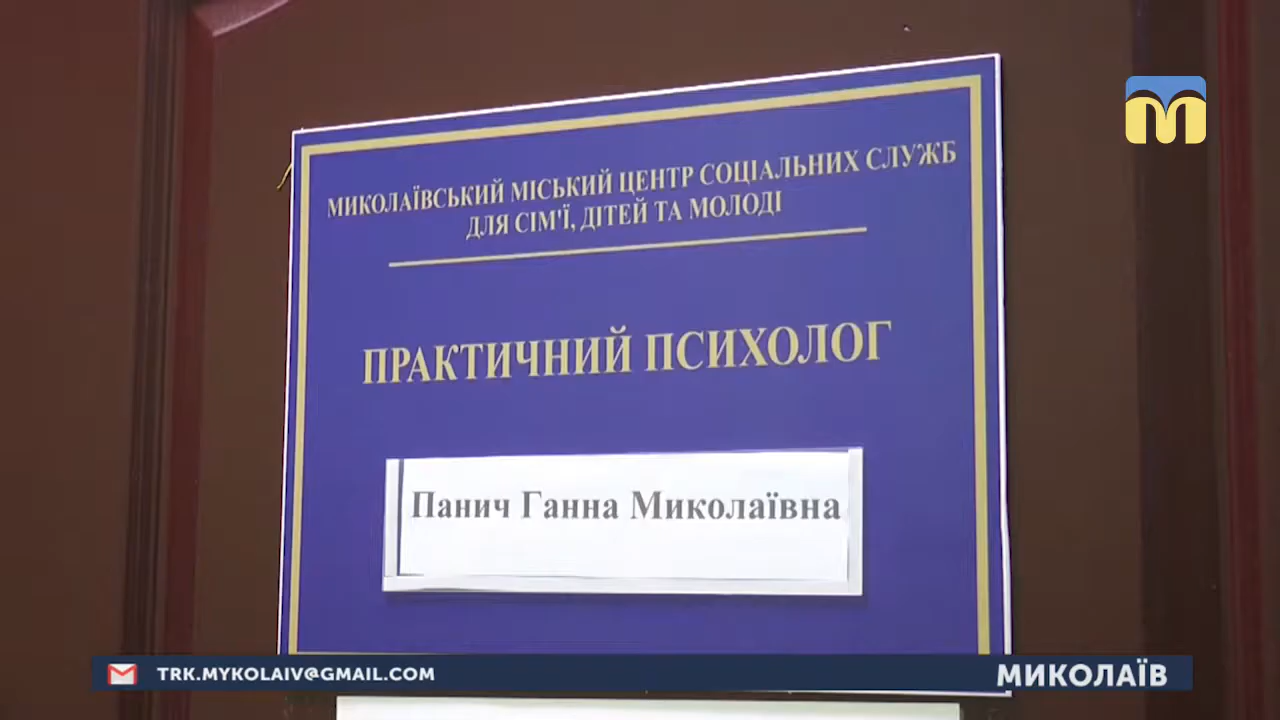 МИКОЛАЇВСЬКИЙ МІСЬКИЙ ЦЕНТР СОЦІАЛЬНИХ СЛУЖБ
ДЛЯ СІМ'Ї, ДІТЕЙ ТА МОЛОДІ
ПРАКТИЧНИЙ ПСИХОЛОГ
Панич Ганна Миколаївна
TRK.MYKOLAIV@GMAIL.COM
МИКОЛАЇВ